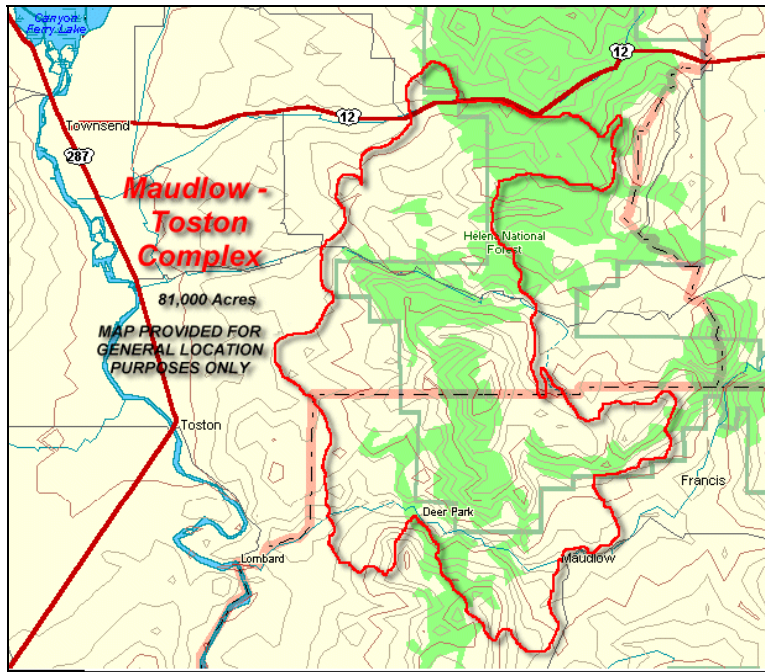 Canyon
Ferry Lake
12
Townsend
12
287
Maudlow -
Toston
Complex
Helena National
Forest
81,000 Acres
MAP PROVIDED FOR
GENERAL LOCATION
PURPOSES ONLY
Toston
Francis
Deer Park
Lombard
Maudlow